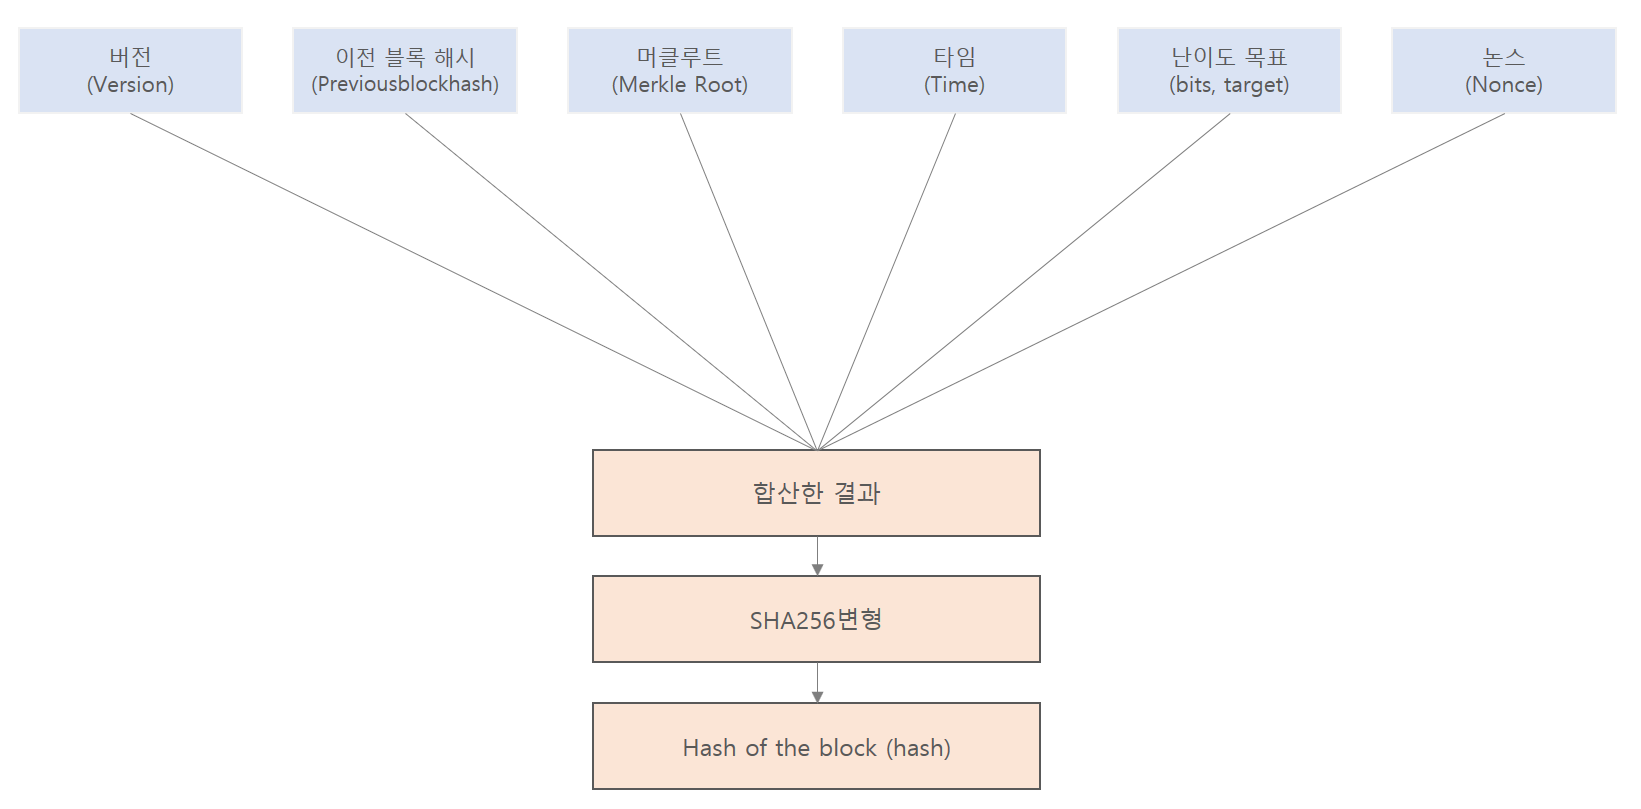 버전
(Version)
이전 블록 해시
(Previousblockhash)
머클루트
(Merkle Root)
타임
(Time)
난이도 목표
(bits, target)
논스
(Nonce)
합산한 결과
SHA256변형
Hash of the block (hash)